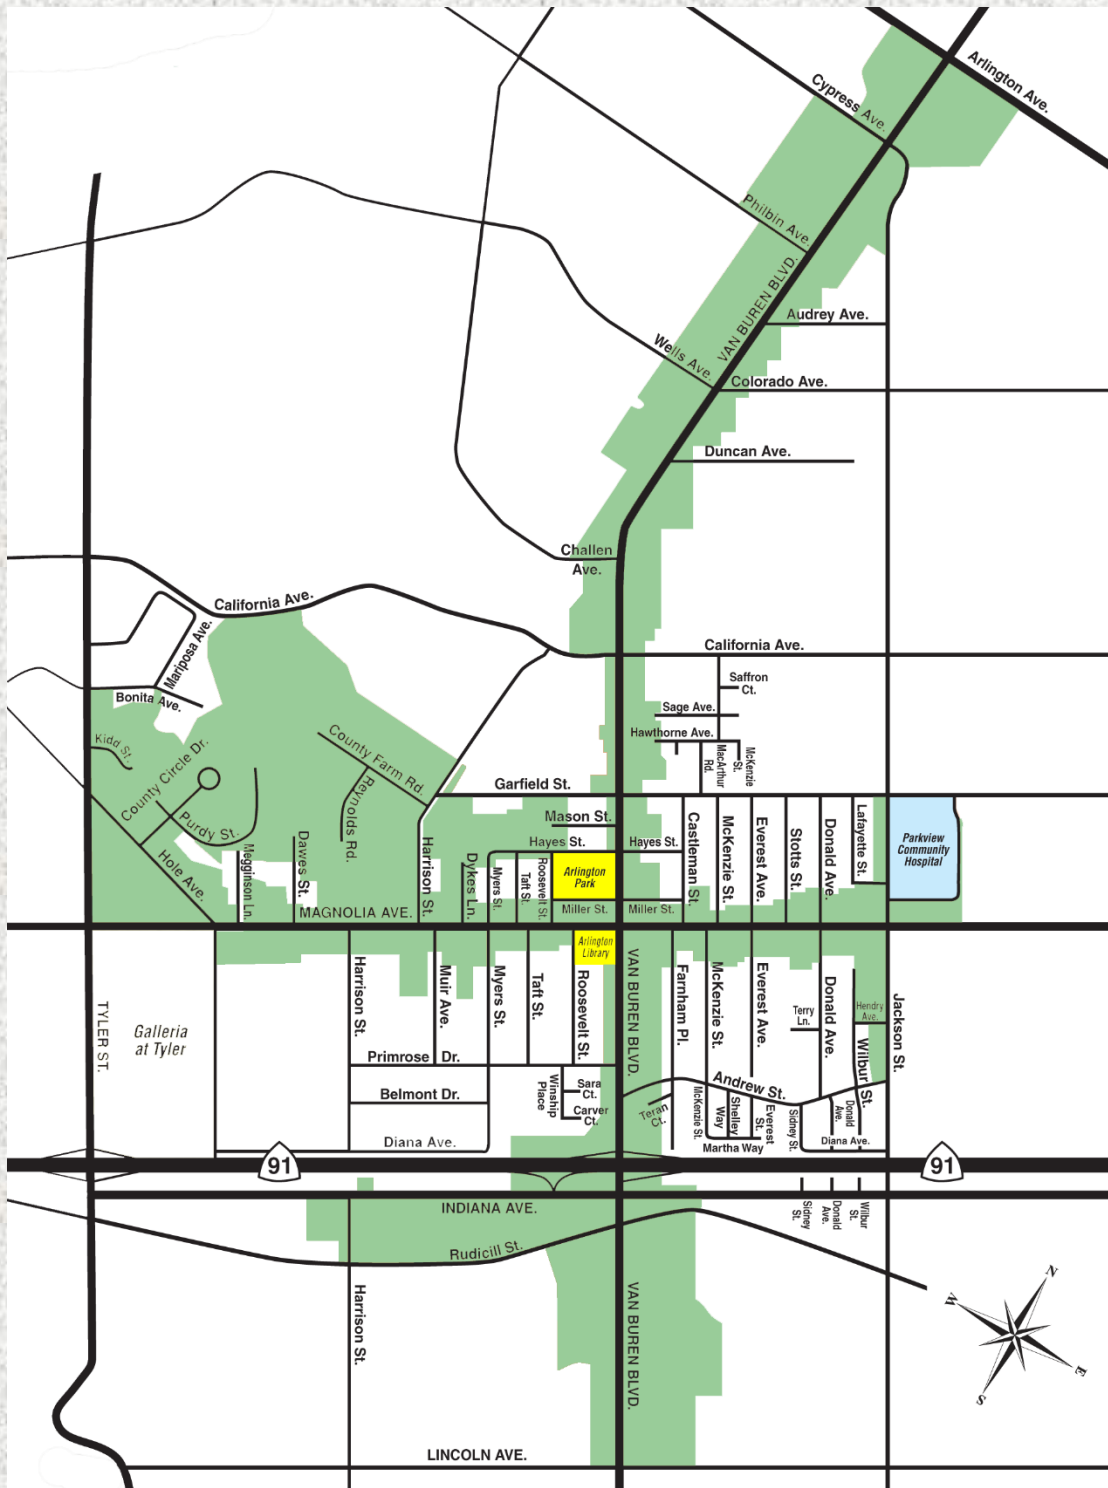 Arlington Ave.
Cypress Ave.
Philbin Ave.
VAN BUREN BLVD.
Audrey Ave.
Wells Ave.
Colorado Ave.
Duncan Ave.
Challen
Ave.
California Ave.
California Ave.
Mariposa Ave.
Bonita Ave.
Saffron
Ct.
Sage Ave.
Hawthorne Ave.
MacArthur
Rd.
McKenzie
St.
Kidd St.
County Circle Dr.
County Farm Rd.
Reynolds Rd.
Purdy St.
Hole Ave.
Megginson Ln.
Dawes St.
Garfield St.
Mason St.
Hayes St.
Hayes St.
Harrison St.
Dykes Ln.
Myers St.
Taft St.
Roosevelt St.
Arlington
Park
Miller St.
Miller St.
Castleman St.
McKenzie St.
Everest Ave.
Stotts St.
Donald Ave.
Lafayette St.
Parkview
Community
Hospital
MAGNOLIA AVE.
Arlington
Library
TYLER ST.
Galleria
at Tyler
Harrison St.
Muir Ave.
Myers St.
Taft St.
Roosevelt St.
VAN BUREN BLVD.
Farnham Pl.
McKenzie St.
Everest Ave.
Terry
Ln.
Donald Ave.
Hendry
Ave.
Wilbur St.
Jackson St.
Primrose Dr.
Belmont Dr.
Diana Ave.
Winship
Place
Sara
Ct.
Carver
Ct.
Teran
Ct.
Andrew St.
McKenzie St.
Shelley
Way
Everest
St.
Sidney St.
Donald
Ave.
Martha Way
Diana Ave.
91
91
INDIANA AVE.
Sidney
St.
Donald
Ave.
Wilbur
St.
Rudicill St.
Harrison St.
VAN BUREN BLVD.
LINCOLN AVE.
N
W
E
S